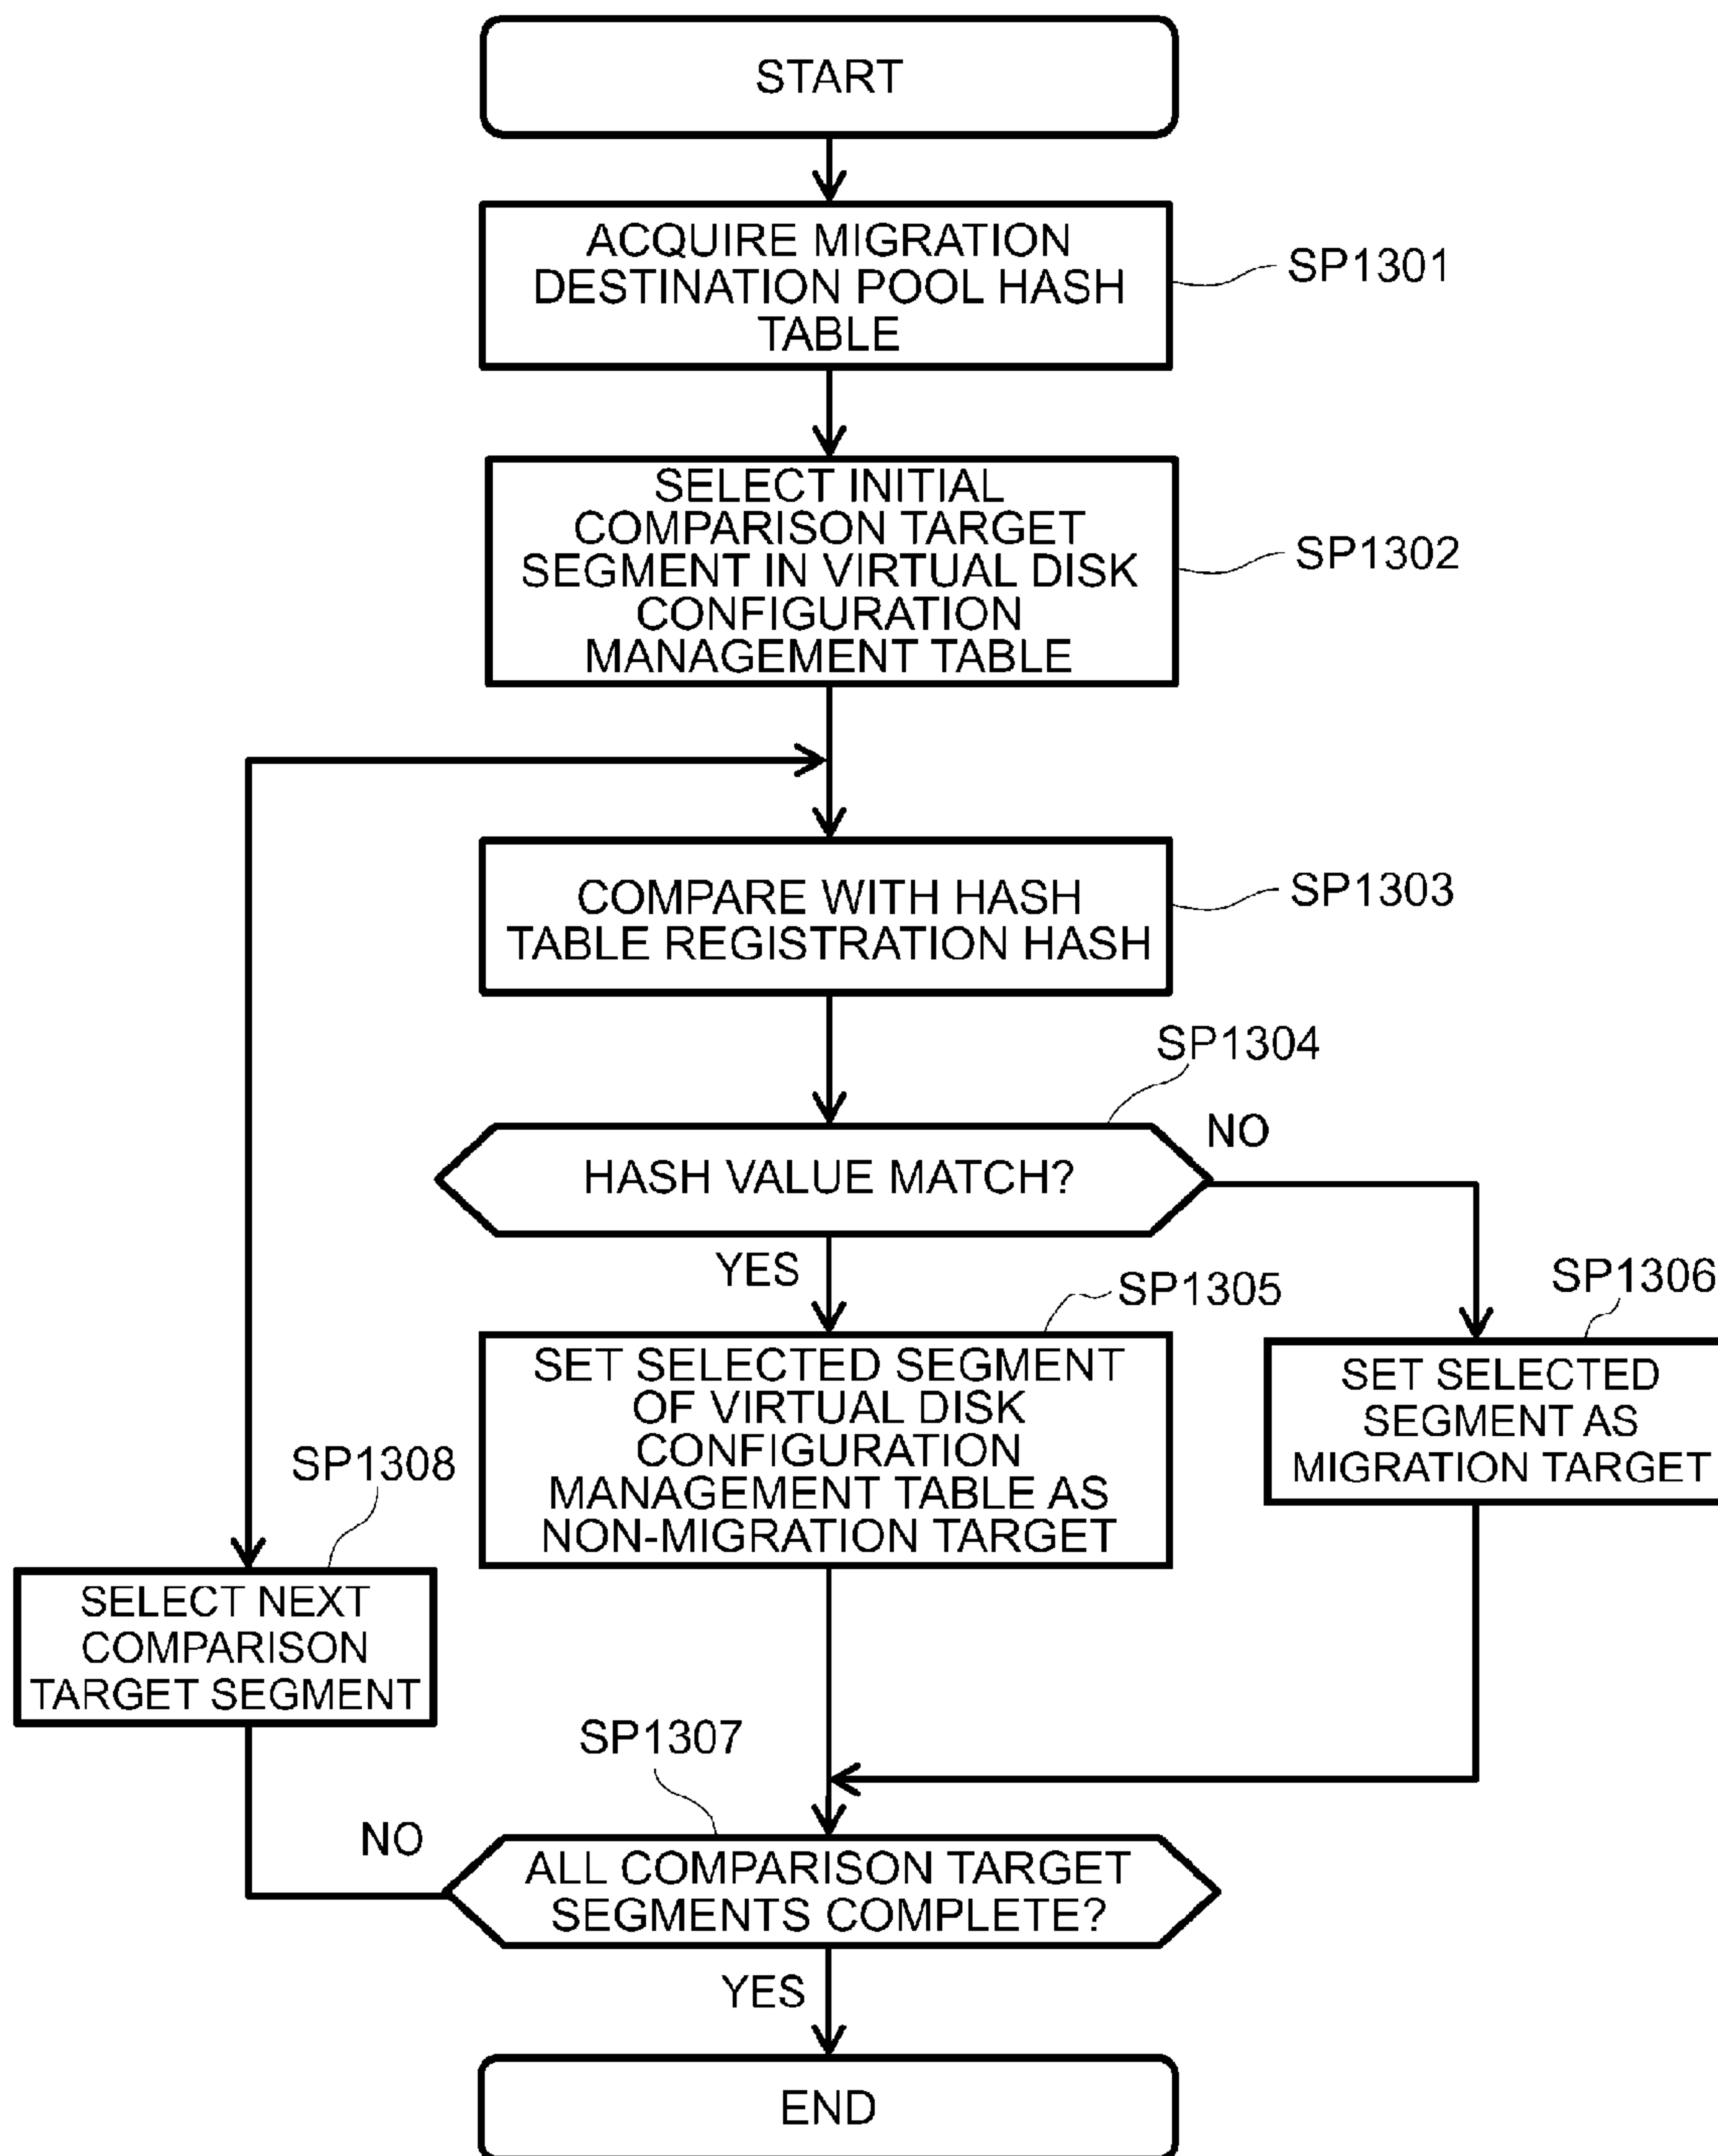 START
ACQUIRE MIGRATION
DESTINATION POOL HASH
TABLE
SP1301
SELECT INITIAL
COMPARISON TARGET
SEGMENT IN VIRTUAL DISK
CONFIGURATION
MANAGEMENT TABLE
SP1302
COMPARE WITH HASH
TABLE REGISTRATION HASH
SP1303
SP1304
HASH VALUE MATCH?
NO
YES
SP1305
SET SELECTED SEGMENT
OF VIRTUAL DISK
CONFIGURATION
MANAGEMENT TABLE AS
NON-MIGRATION TARGET
SP1306
SET SELECTED
SEGMENT AS
MIGRATION TARGET
SP1308
SELECT NEXT
COMPARISON
TARGET SEGMENT
SP1307
NO
ALL COMPARISON TARGET
SEGMENTS COMPLETE?
YES
END